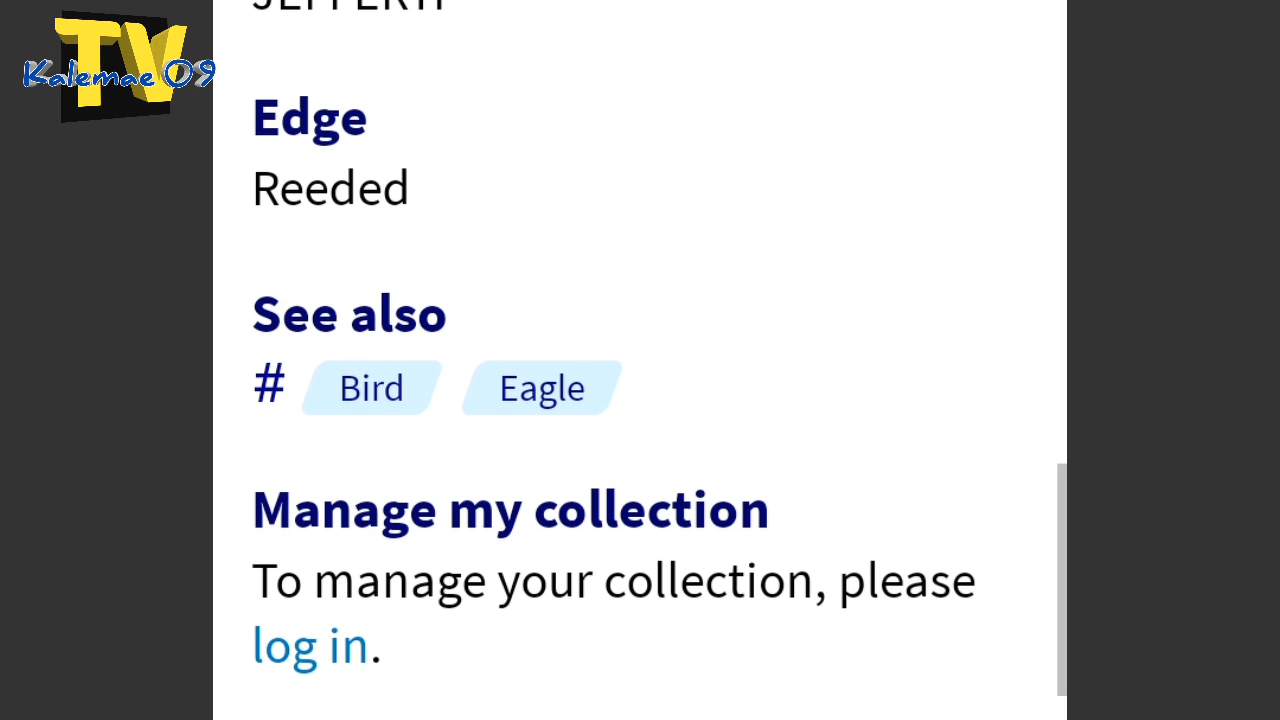 TV
Kalemae 09
Edge
Reeded
See also
# Bird Eagle
Manage my collection
To manage your collection, please
log in.